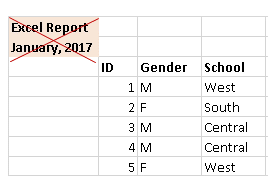 Excel Report
January, 2017
ID Gender School
1 M West
2 F South
3 M Central
4 M Central
5 F West